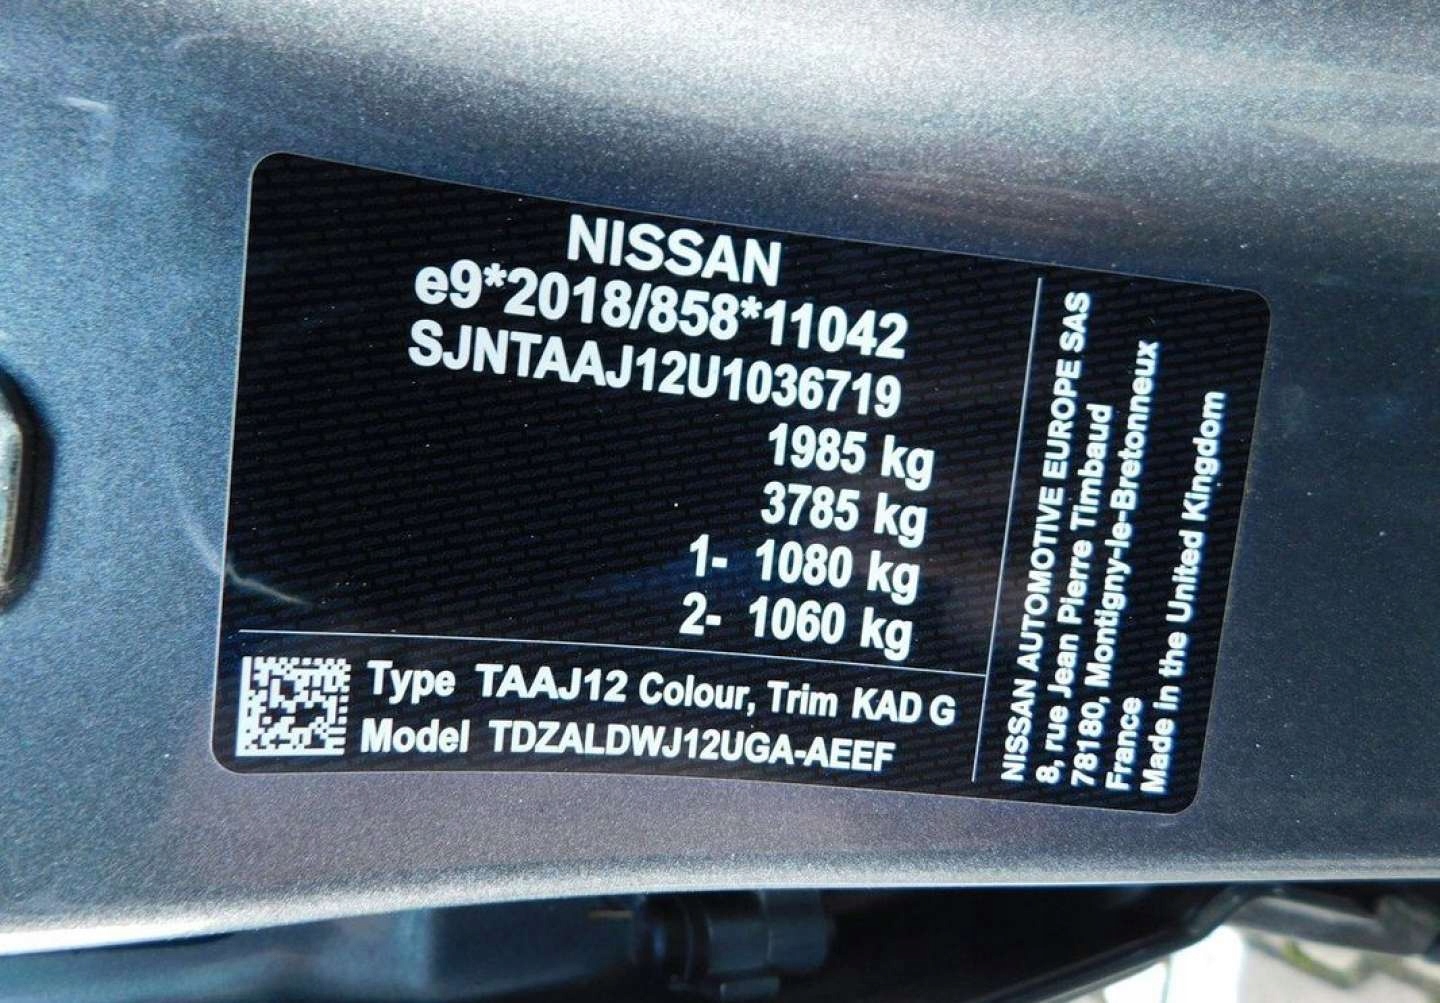 NISSAN
e9*2018/858*11042
SJNTAAJ12U1036719
1985 kg
3785 kg
1- 1080 kg
2- 1060 kg
Type TAAJ12 Colour, Trim KAD G
Model TDZALDWJ12UGA-AEEF
NISSAN AUTOMOTIVE EUROPE SAS
8, rue Jean Pierre Timbaud
78180, Montigny-le-Bretonneux
France
Made in the United Kingdom